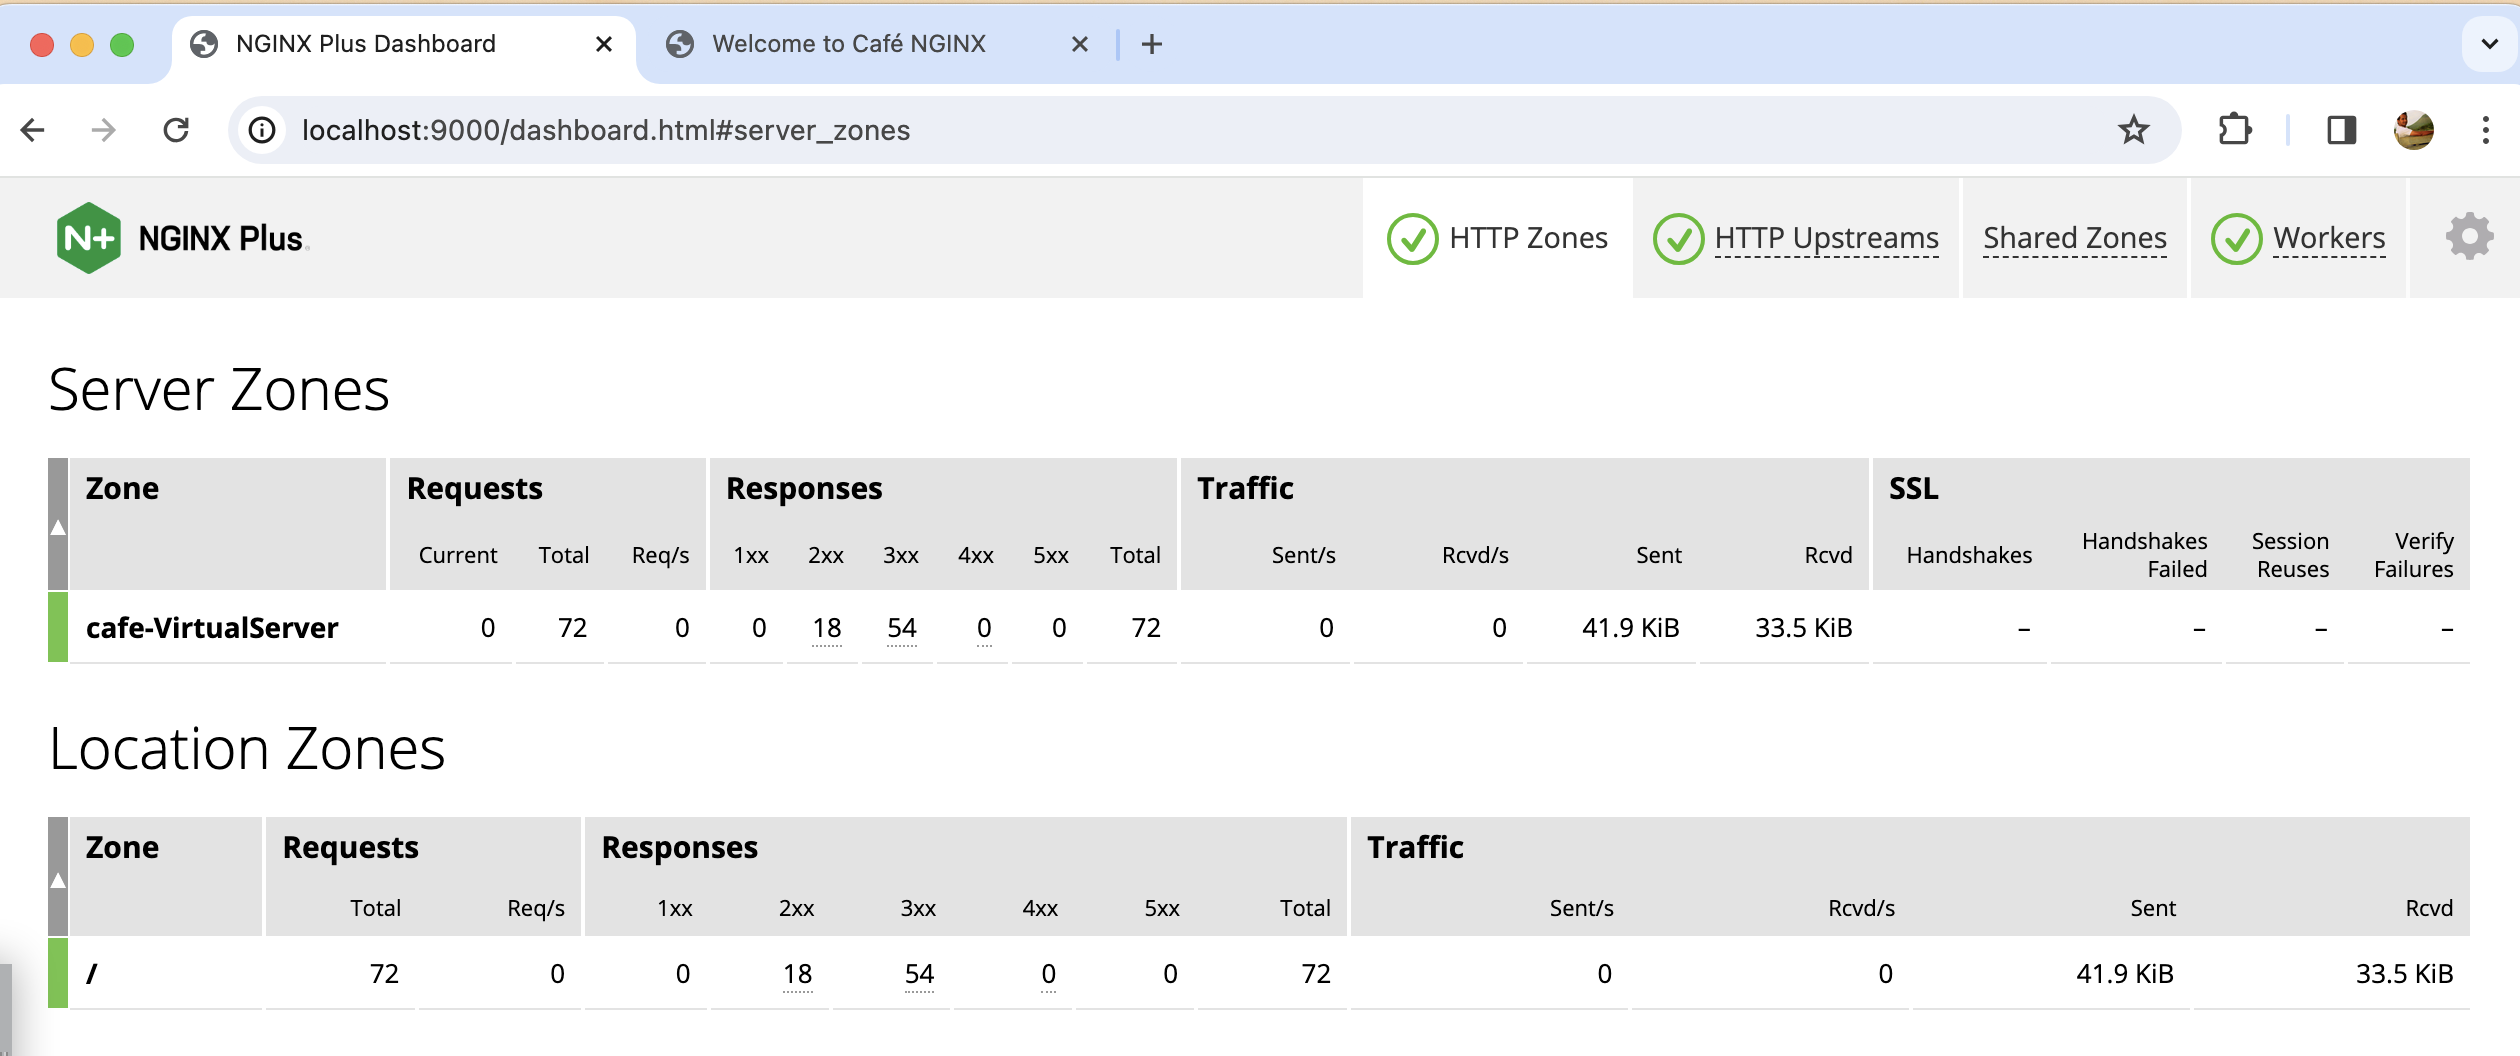 NGINX Plus Dashboard
Welcome to Café NGINX
localhost:9000/dashboard.html#server_zones
N+ NGINX Plus
HTTP Zones HTTP Upstreams Shared Zones Workers
Server Zones
Zone Requests Responses Traffic SSL
Current Total Req/s 1xx 2xx 3xx 4xx 5xx Total Sent/s Rcvd/s Sent Rcvd Handshakes Handshakes Failed Session Reuses Verify Failures
cafe-VirtualServer 0 72 0 0 18 54 0 0 72 0 0 41.9 KiB 33.5 KiB – – – –
Location Zones
Zone Requests Responses Traffic
Total Req/s 1xx 2xx 3xx 4xx 5xx Total Sent/s Rcvd/s Sent Rcvd
/ 72 0 0 18 54 0 0 72 0 0 41.9 KiB 33.5 KiB